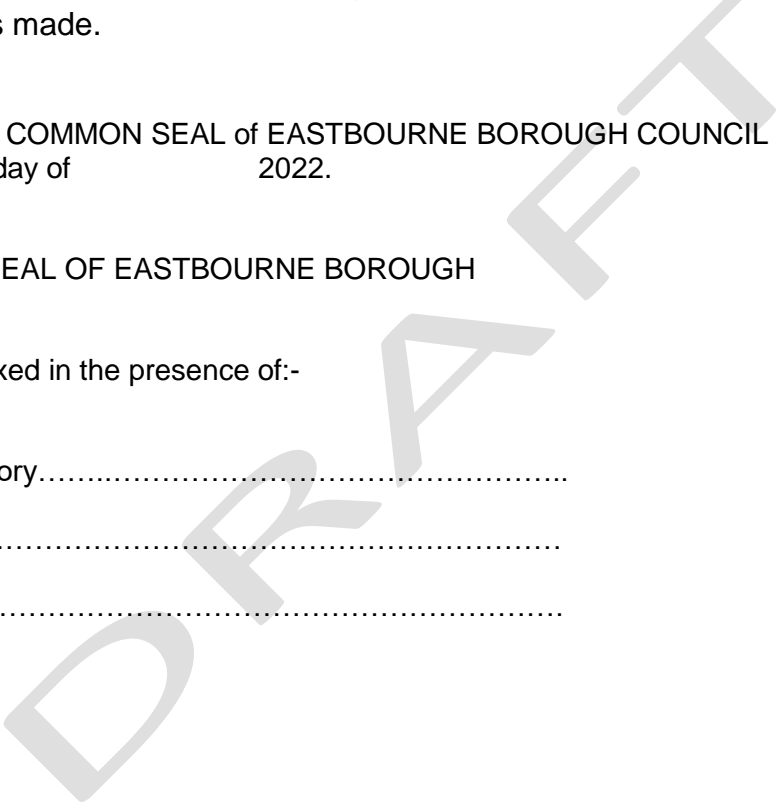 s made.
COMMON SEAL of EASTBOURNE BOROUGH COUNCIL
day of 2022.
EAL OF EASTBOURNE BOROUGH
xed in the presence of:-
ory……..………………………………………..
.…………………………………………………
……………………………………………….
DRAFT